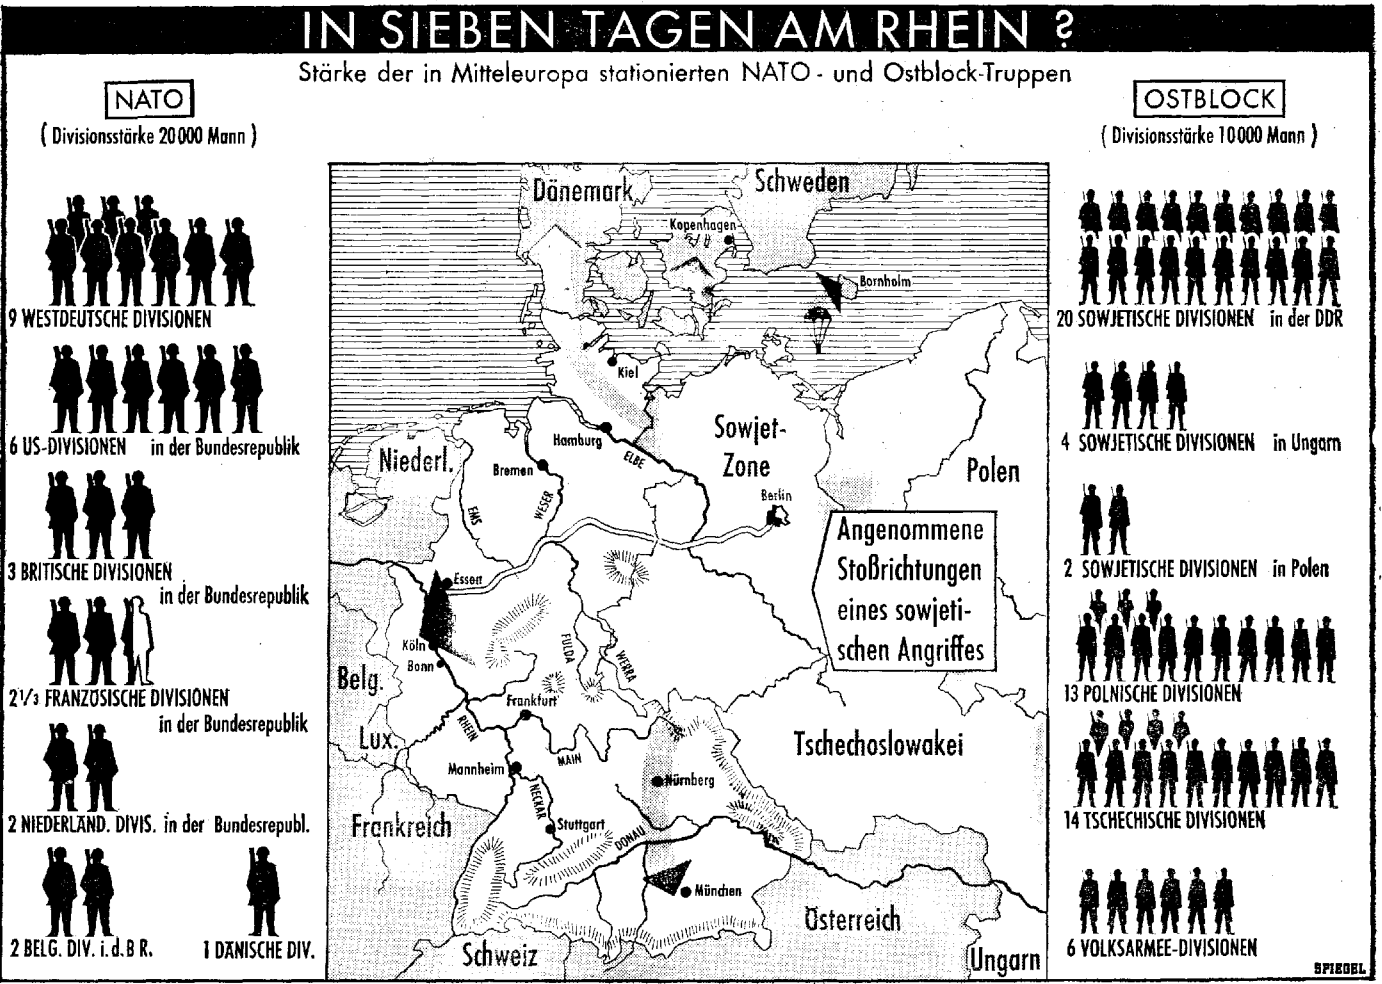 IN SIEBEN TAGEN AM RHEIN ?
Stärke der in Mitteleuropa stationierten NATO - und Ostblock-Truppen
NATO
( Divisionsstärke 20000 Mann )
9 WESTDEUTSCHE DIVISIONEN
6 US-DIVISIONEN in der Bundesrepublik
3 BRITISCHE DIVISIONEN
in der Bundesrepublik
2 1/3 FRANZÖSISCHE DIVISIONEN
in der Bundesrepublik
2 NIEDERLÄND. DIVIS. in der Bundesrepubl.
2 BELG. DIV. i.d.B R. 1 DÄNISCHE DIV.
Dänemark
Schweden
Kopenhagen
Bornholm
Kiel
Hamburg
ELBE
Sowjet-
Zone
Niederl.
Bremen
Polen
EMS
WESER
Berlin
Angenommene
Stoßrichtungen
eines sowjeti-
schen Angriffes
Essen
Köln
Bonn
FULDA
WERRA
Belg.
Frankfurt
RHEIN
Lux.
MAIN
Tschechoslowakei
Mannheim
Nürnberg
NECKAR
Frankreich
Stuttgart
DONAU
München
Österreich
Schweiz
Ungarn
OSTBLOCK
( Divisionsstärke 10000 Mann )
20 SOWJETISCHE DIVISIONEN in der DDR
4 SOWJETISCHE DIVISIONEN in Ungarn
2 SOWJETISCHE DIVISIONEN in Polen
13 POLNISCHE DIVISIONEN
14 TSCHECHISCHE DIVISIONEN
6 VOLKSARMEE-DIVISIONEN
SPIEGEL